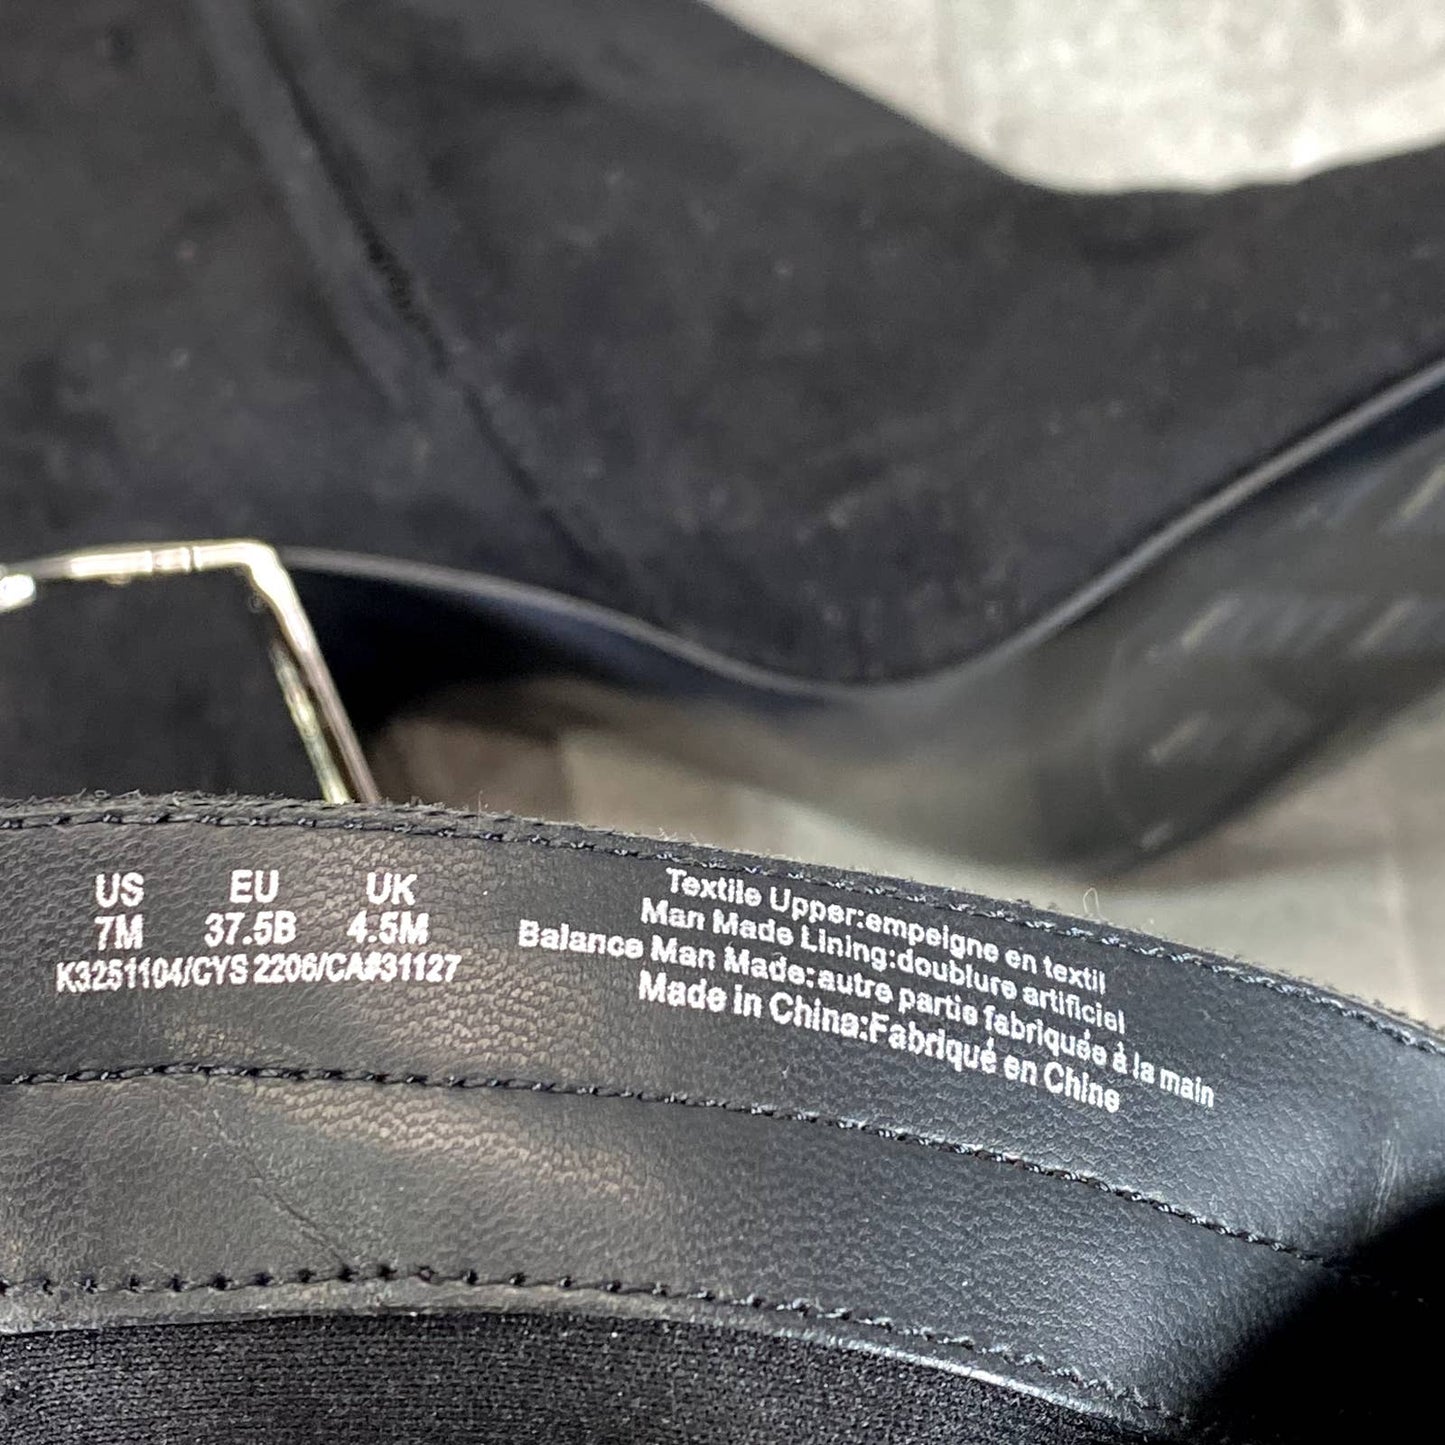 US EU UK
7M 37.5B 4.5M
K3251104/CYS 2206/CA#31127
Textile Upper:empeigne en textil
Man Made Lining:doublure artificiel
Balance Man Made:autre partie fabriquée à la main
Made in China:Fabriqué en Chine